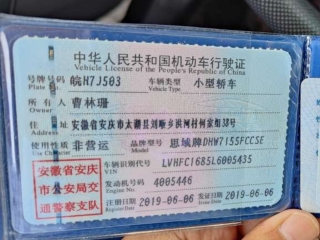 中华人民共和国机动车行驶证
Vehicle License of the People's Republic of China
号牌号码 皖H7J503 车辆类型 小型轿车
Plate No. Vehicle Type
所有人 曹林珊
Owner
住址 安徽省安庆市太湖县刘畈乡洪河村柯家组38号
Address
使用性质 非营运 品牌型号 思域牌DHW7155FCCSE
Use Character Model
安徽省安庆市公安局交通警察支队
车辆识别代号 LVHFC1685L6005435
VIN
发动机号码 4005446
Engine No.
注册日期 2019-06-06 发证日期 2019-06-06
Register Date Issue Date